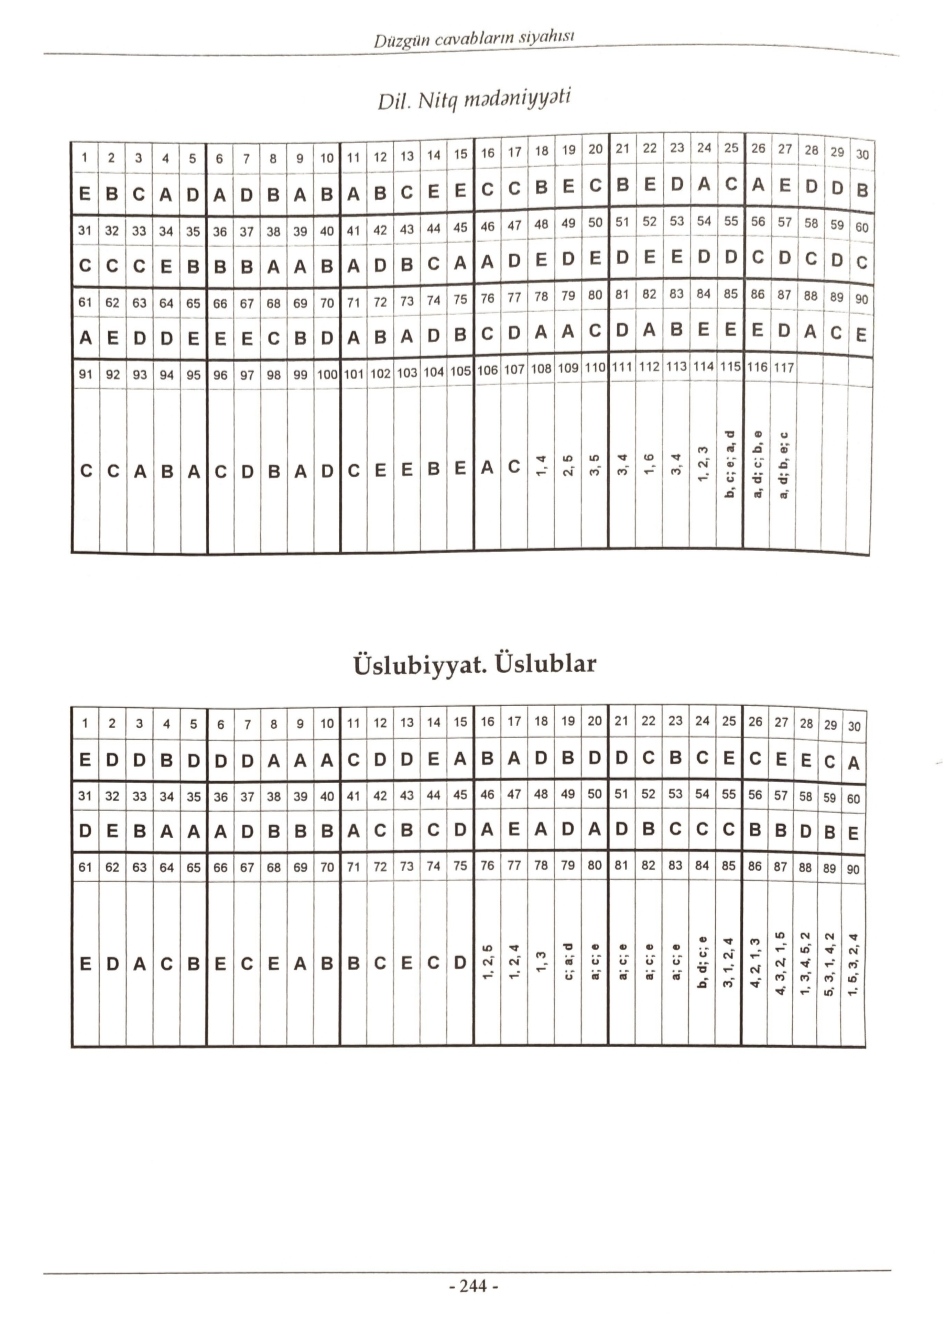 Düzgün cavabların siyahısı
Dil. Nitq mədəniyyəti
1 2 3 4 5 6 7 8 9 10 11 12 13 14 15 16 17 18 19 20 21 22 23 24 25 26 27 28 29 30
E B C A D A D B A B A B C E E C C B E C B E D A C A E D D B
31 32 33 34 35 36 37 38 39 40 41 42 43 44 45 46 47 48 49 50 51 52 53 54 55 56 57 58 59 60
C C C E B B B A A B A D B C A A D E D E D E E D D C D C D C
61 62 63 64 65 66 67 68 69 70 71 72 73 74 75 76 77 78 79 80 81 82 83 84 85 86 87 88 89 90
A E D D E E E C B D A B A D B C D A A C D A B E E E D A C E
91 92 93 94 95 96 97 98 99 100 101 102 103 104 105 106 107 108 109 110 111 112 113 114 115 116 117
C C A B A C D B A D C E E B E A C 1, 4 2, 5 3, 5 3, 4 1, 6 3, 4 1, 2, 3 b, c; e; a, d a, d; c; b, e a, d; b, e; c
Üslubiyyat. Üslublar
1 2 3 4 5 6 7 8 9 10 11 12 13 14 15 16 17 18 19 20 21 22 23 24 25 26 27 28 29 30
E D D B D D D A A A C D D E A B A D B D D C B C E C E E C A
31 32 33 34 35 36 37 38 39 40 41 42 43 44 45 46 47 48 49 50 51 52 53 54 55 56 57 58 59 60
D E B A A A D B B B A C B C D A E A D A D B C C C B B D B E
61 62 63 64 65 66 67 68 69 70 71 72 73 74 75 76 77 78 79 80 81 82 83 84 85 86 87 88 89 90
E D A C B E C E A B B C E C D 1, 2, 5 1, 2, 4 1, 3 c; a; d a; c; e a; c; e a; c; e a; c; e b, d; c; e 3, 1, 2, 4 4, 2, 1, 3 4, 3, 2, 1, 5 1, 3, 4, 5, 2 5, 3, 1, 4, 2 1, 5, 3, 2, 4
- 244 -